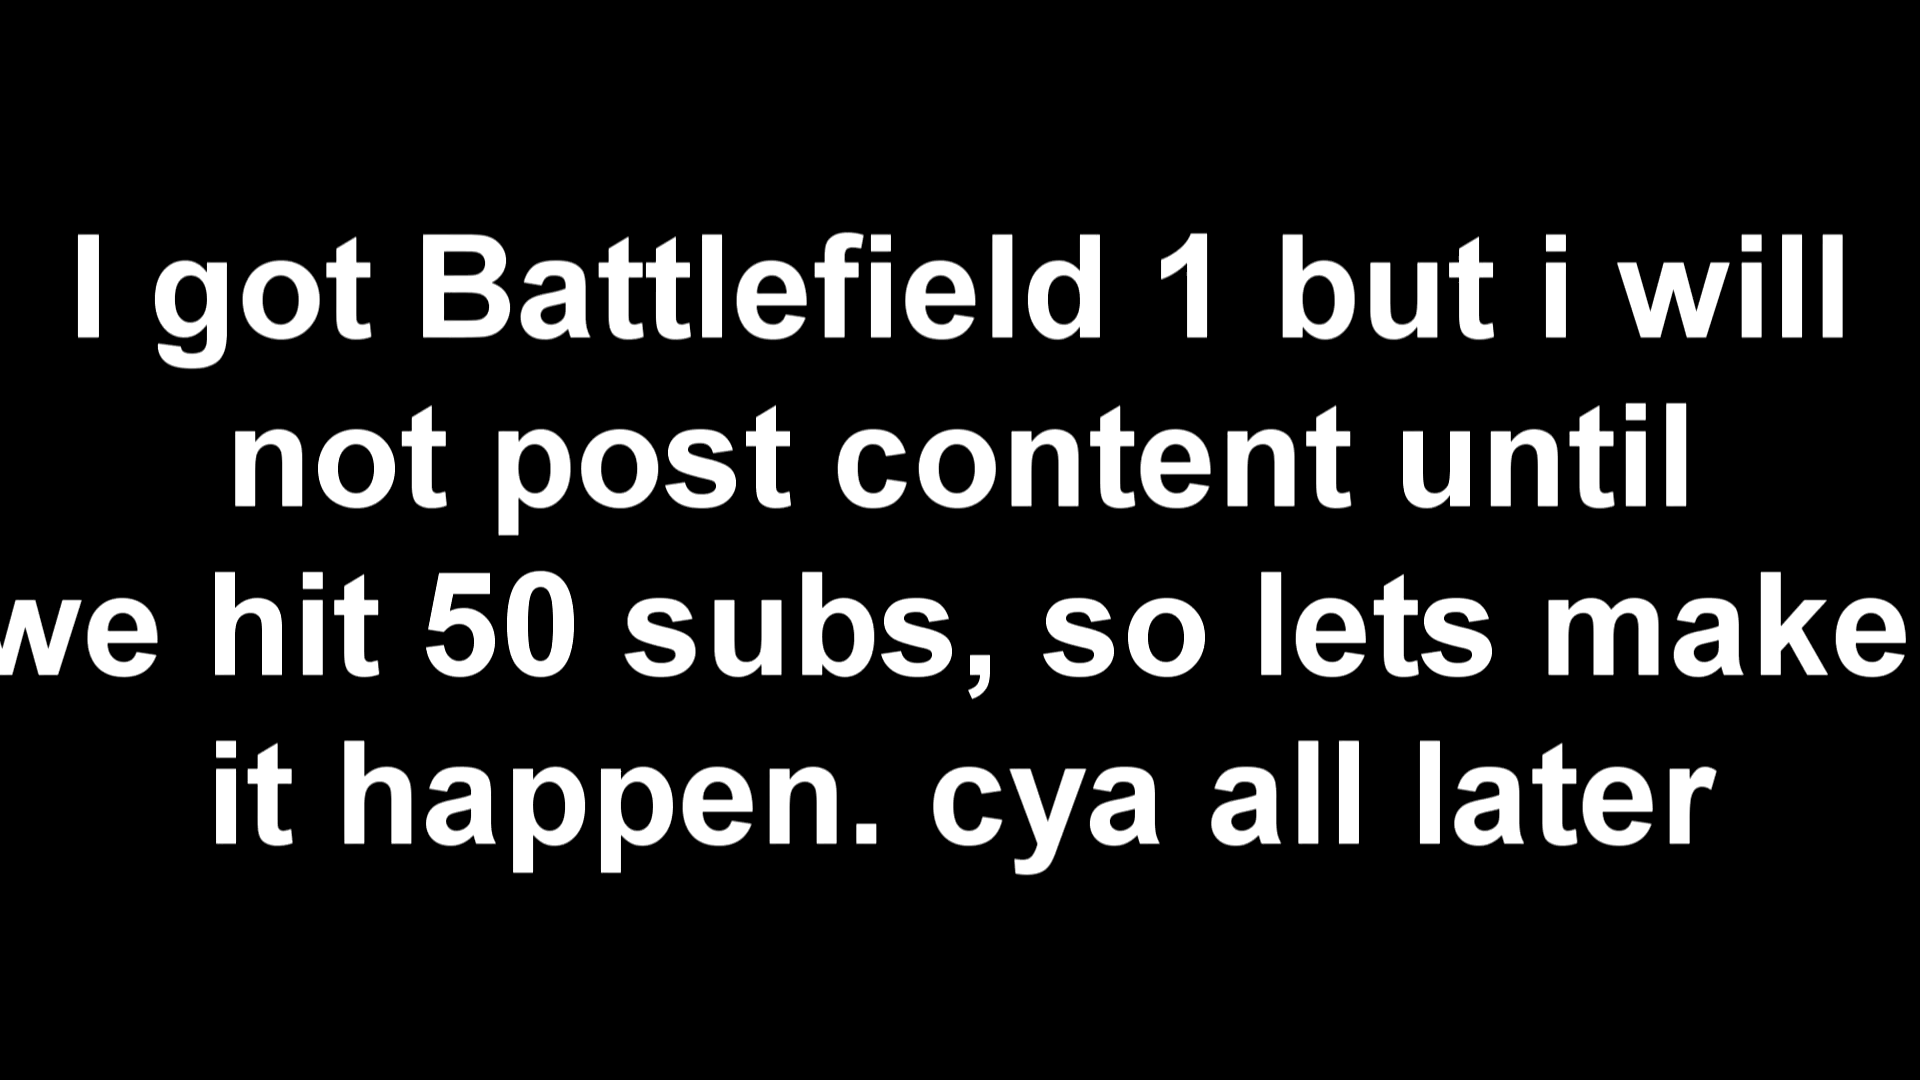 I got Battlefield 1 but i will
not post content until
we hit 50 subs, so lets make
it happen. cya all later